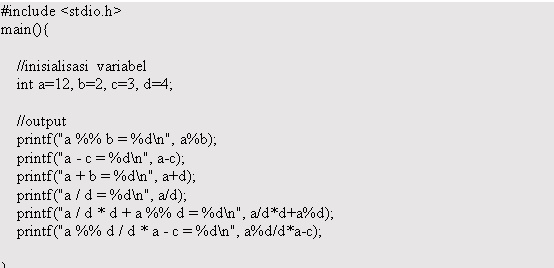 #include <stdio.h>
main(){
//inisialisasi variabel
int a=12, b=2, c=3, d=4;
//output
printf("a %% b = %d\n", a%b);
printf("a - c = %d\n", a-c);
printf("a + b = %d\n", a+d);
printf("a / d = %d\n", a/d);
printf("a / d * d + a %% d = %d\n", a/d*d+a%d);
printf("a %% d / d * a - c = %d\n", a%d/d*a-c);
}